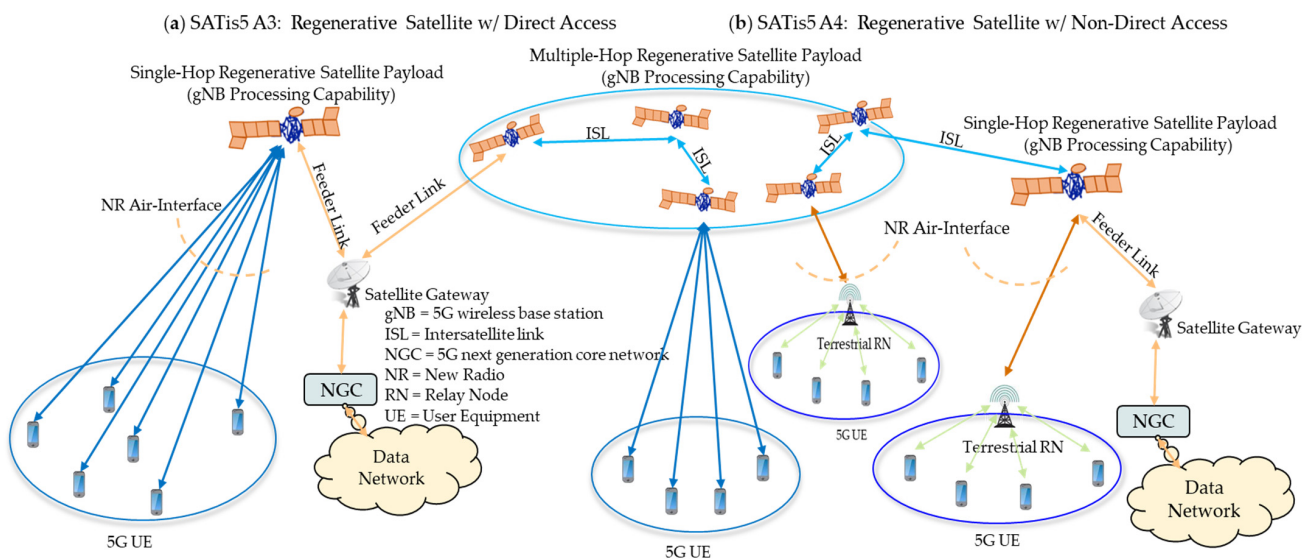 (a) SATis5 A3: Regenerative Satellite w/ Direct Access
(b) SATis5 A4: Regenerative Satellite w/ Non-Direct Access
Single-Hop Regenerative Satellite Payload
(gNB Processing Capability)
Multiple-Hop Regenerative Satellite Payload
(gNB Processing Capability)
Single-Hop Regenerative Satellite Payload
(gNB Processing Capability)
ISL
ISL
ISL
ISL
NR Air-Interface
Feeder Link
Feeder Link
NR Air-Interface
Feeder Link
Satellite Gateway
gNB = 5G wireless base station
ISL = Intersatellite link
NGC = 5G next generation core network
NR = New Radio
RN = Relay Node
UE = User Equipment
NGC
Data
Network
Terrestrial RN
5G UE
Satellite Gateway
Terrestrial RN
NGC
Data
Network
5G UE
5G UE
5G UE